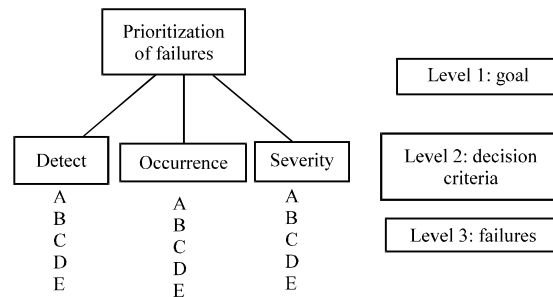 Prioritization
of failures
Level 1: goal
Detect
Occurrence
Severity
Level 2: decision
criteria
A
B
C
D
E
A
B
C
D
E
A
B
C
D
E
Level 3: failures